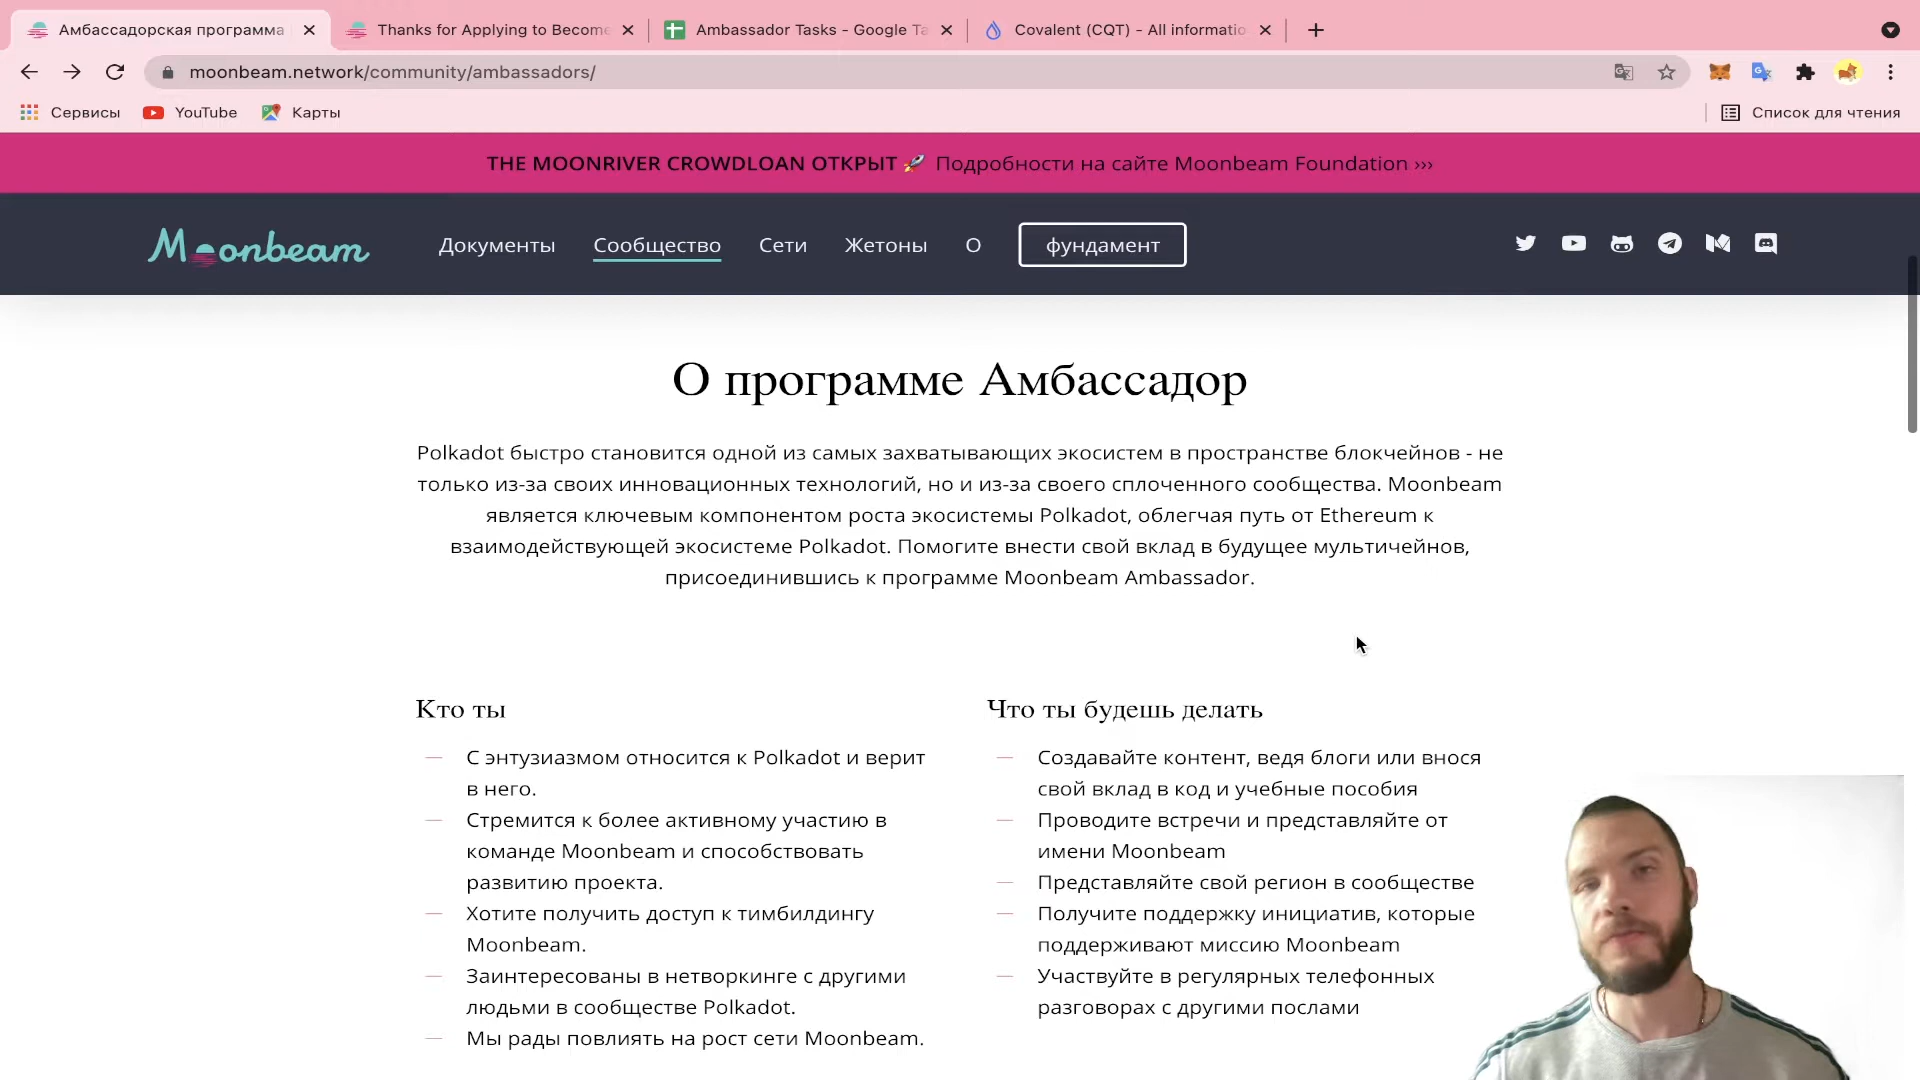 Амбассадорская программа
Thanks for Applying to Become
Ambassador Tasks - Google Та
Covalent (CQT) - All informatio
moonbeam.network/community/ambassadors/
Сервисы
YouTube
Карты
Список для чтения
THE MOONRIVER CROWDLOAN ОТКРЫТ 🚀 Подробности на сайте Moonbeam Foundation ›››
Moonbeam
Документы
Сообщество
Сети
Жетоны
О
фундамент
О программе Амбассадор
Polkadot быстро становится одной из самых захватывающих экосистем в пространстве блокчейнов - не
только из-за своих инновационных технологий, но и из-за своего сплоченного сообщества. Moonbeam
является ключевым компонентом роста экосистемы Polkadot, облегчая путь от Ethereum к
взаимодействующей экосистеме Polkadot. Помогите внести свой вклад в будущее мультичейнов,
присоединившись к программе Moonbeam Ambassador.
Кто ты
— С энтузиазмом относится к Polkadot и верит
в него.
— Стремится к более активному участию в
команде Moonbeam и способствовать
развитию проекта.
— Хотите получить доступ к тимбилдингу
Moonbeam.
— Заинтересованы в нетворкинге с другими
людьми в сообществе Polkadot.
— Мы рады повлиять на рост сети Moonbeam.
Что ты будешь делать
— Создавайте контент, ведя блоги или внося
свой вклад в код и учебные пособия
— Проводите встречи и представляйте от
имени Moonbeam
— Представляйте свой регион в сообществе
— Получите поддержку инициатив, которые
поддерживают миссию Moonbeam
— Участвуйте в регулярных телефонных
разговорах с другими послами